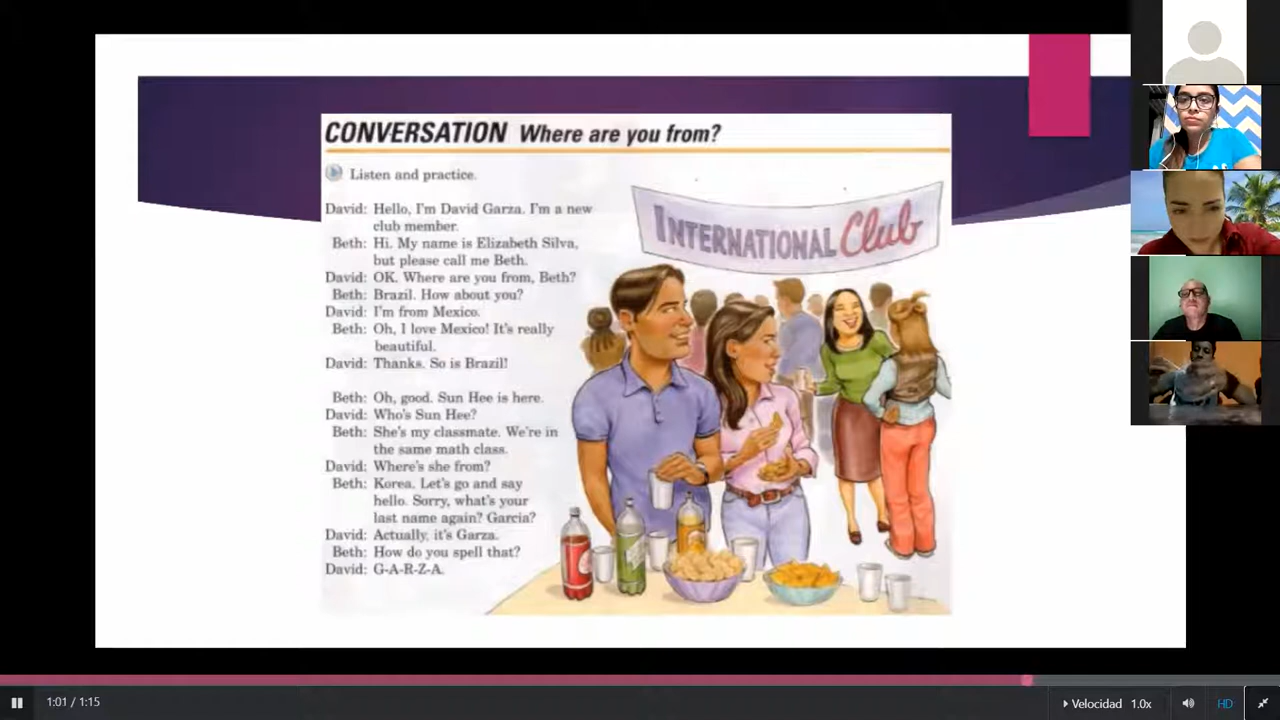 CONVERSATION Where are you from?
Listen and practice.
David: Hello, I'm David Garza. I'm a new
club member.
Beth: Hi. My name is Elizabeth Silva,
but please call me Beth.
David: OK. Where are you from, Beth?
Beth: Brazil. How about you?
David: I'm from Mexico.
Beth: Oh, I love Mexico! It's really
beautiful.
David: Thanks. So is Brazil!
Beth: Oh, good. Sun Hee is here.
David: Who's Sun Hee?
Beth: She's my classmate. We're in
the same math class.
David: Where's she from?
Beth: Korea. Let's go and say
hello. Sorry, what's your
last name again? Garcia?
David: Actually, it's Garza.
Beth: How do you spell that?
David: G-A-R-Z-A.
INTERNATIONAL Club
1:01 / 1:15
Velocidad 1.0x
HD